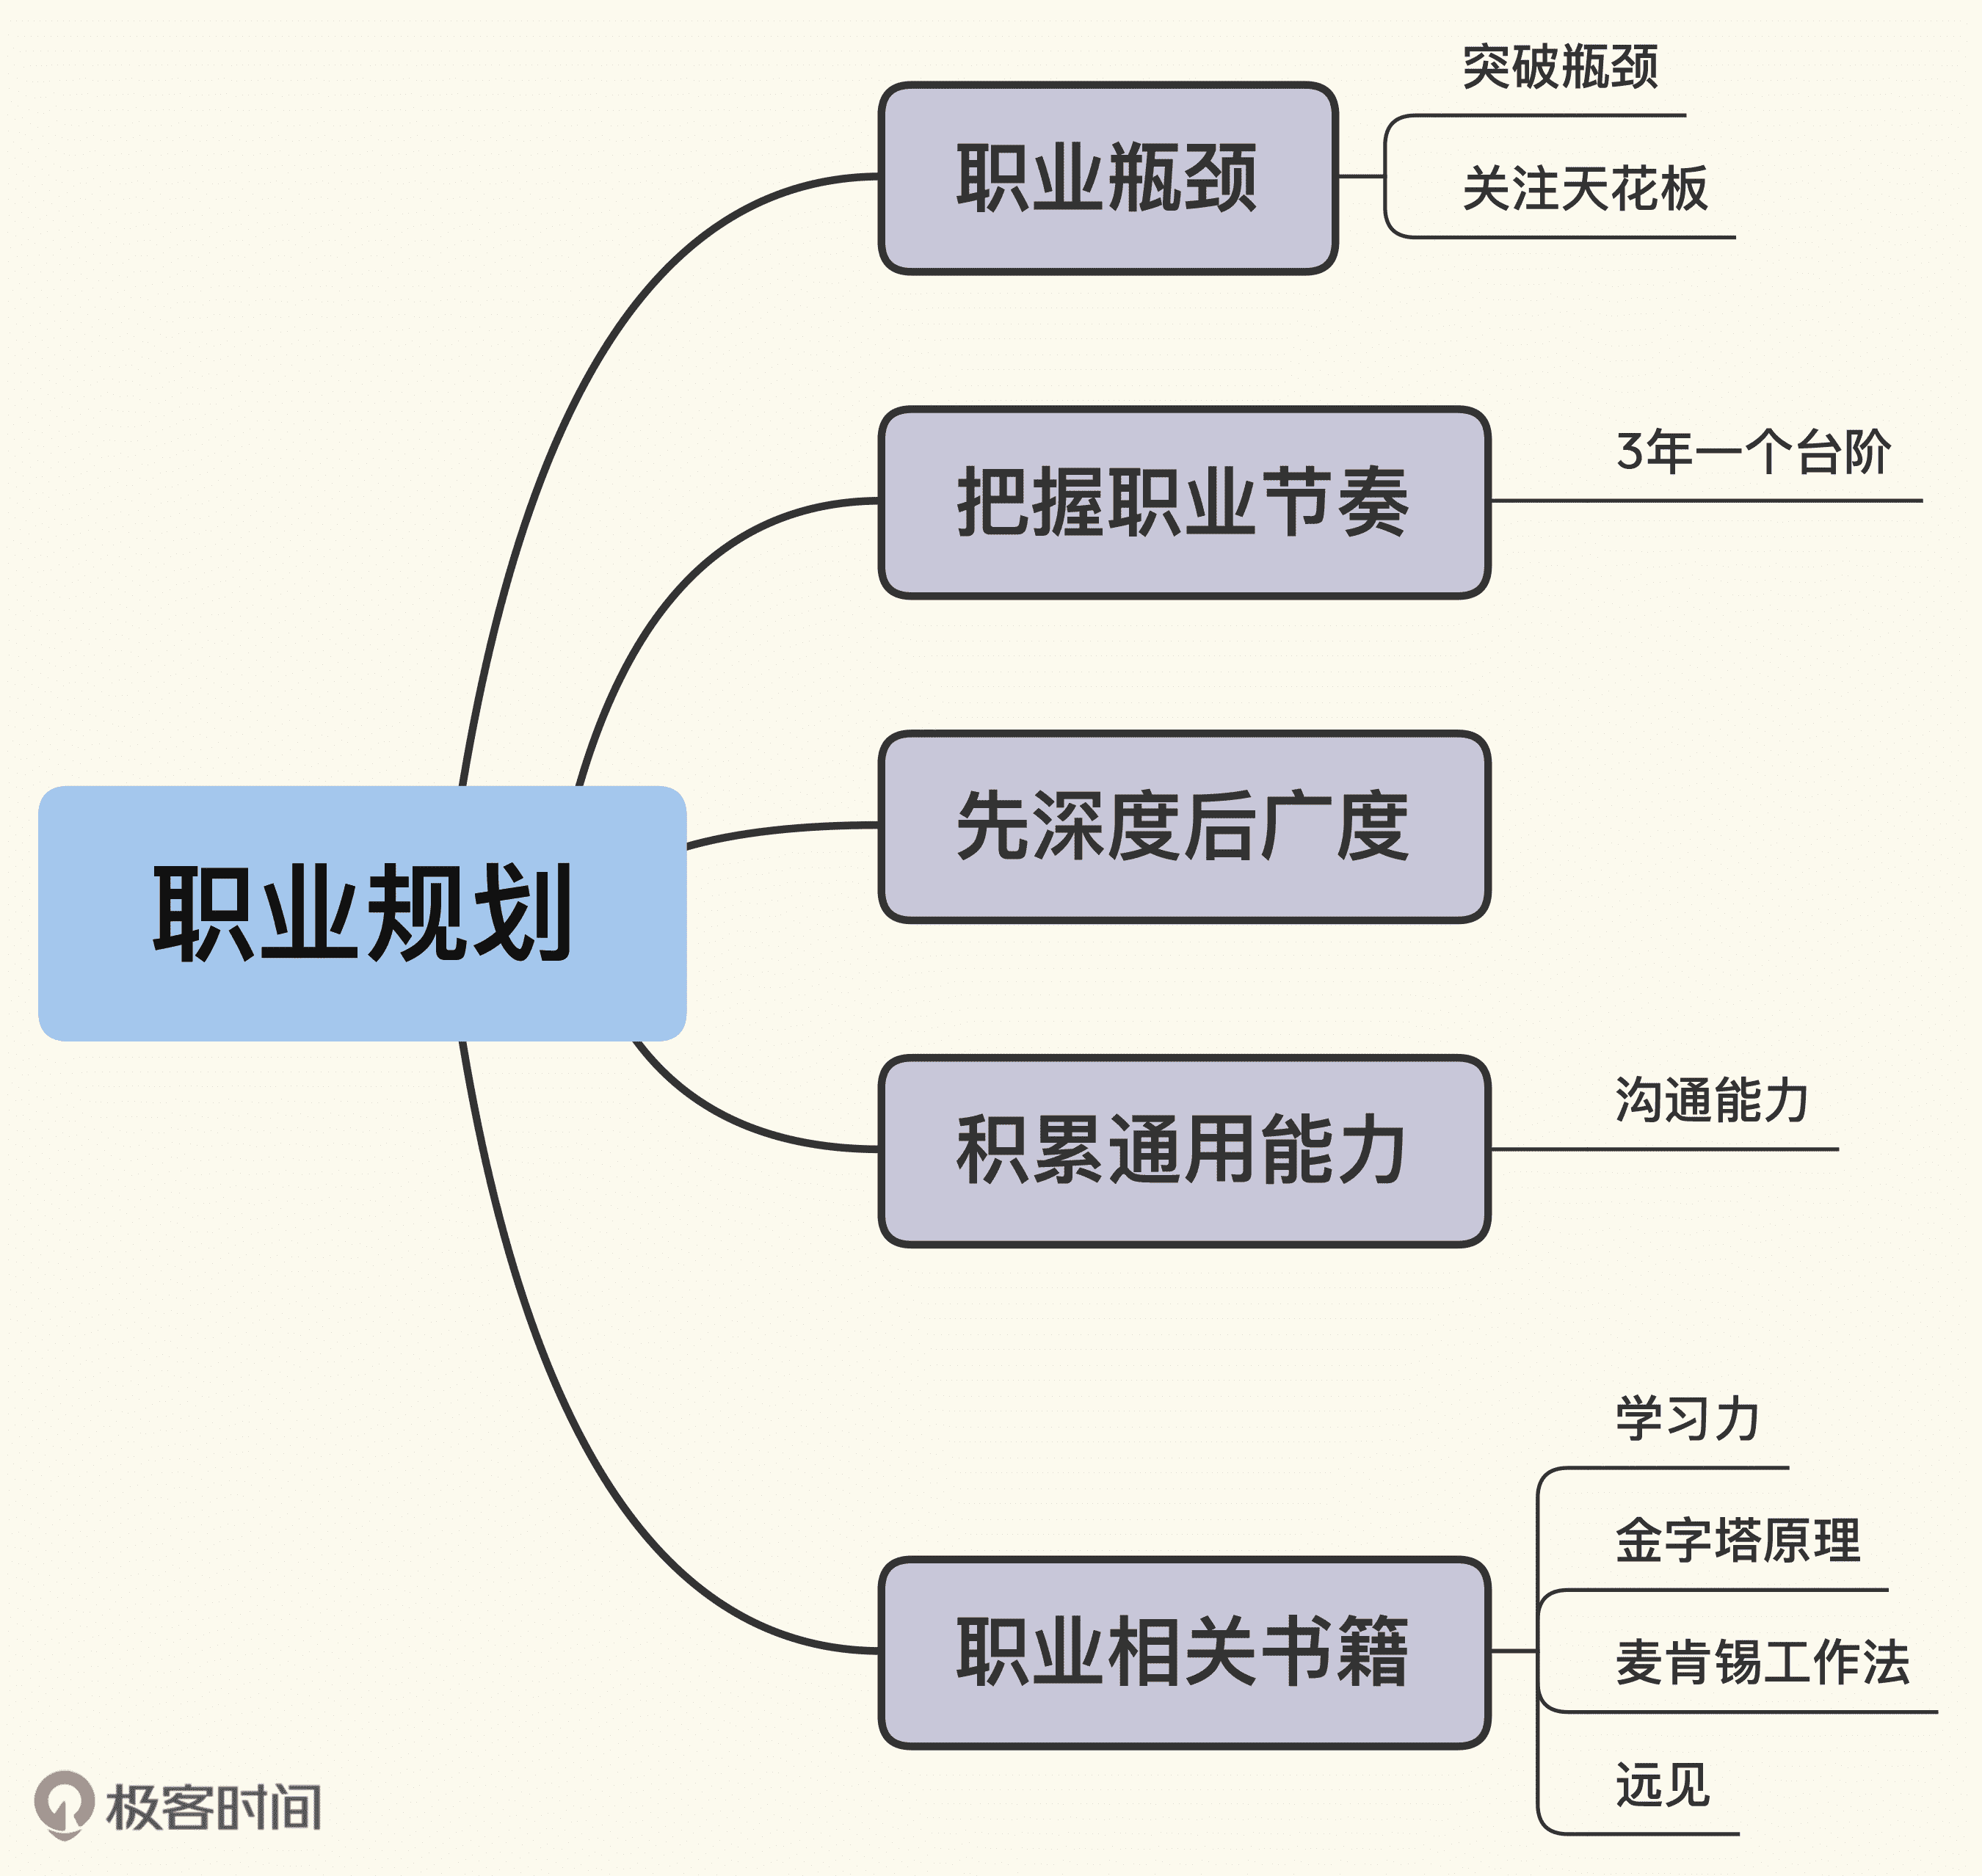 职业规划
职业瓶颈
突破瓶颈
关注天花板
把握职业节奏
3年一个台阶
先深度后广度
积累通用能力
沟通能力
职业相关书籍
学习力
金字塔原理
麦肯锡工作法
远见
极客时间